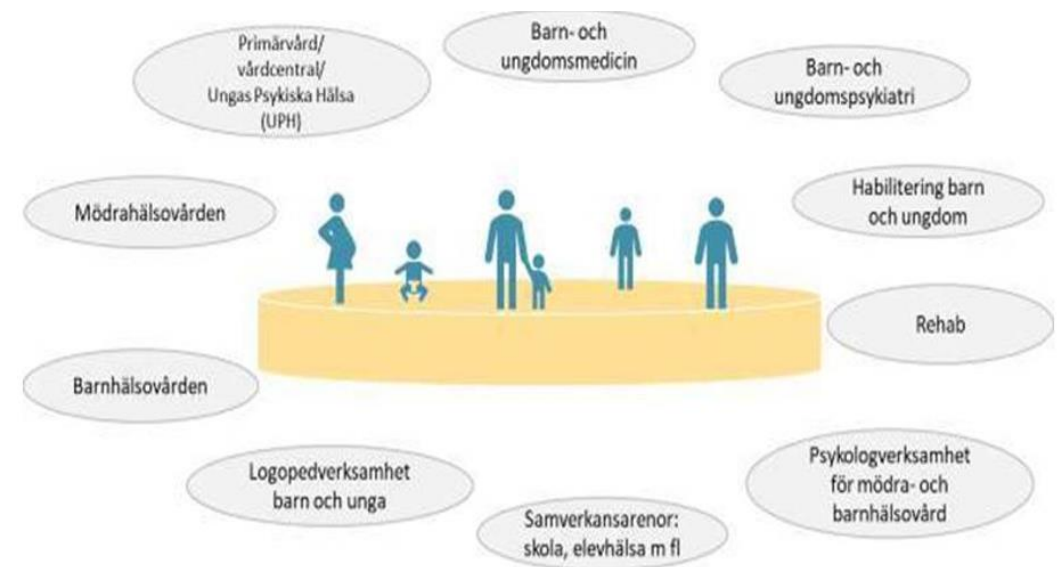 Primärvård/
vårdcentral/
Ungas Psykiska Hälsa
(UPH)
Barn- och
ungdomsmedicin
Barn- och
ungdomspsykiatri
Mödrahälsovården
Habilitering barn
och ungdom
Rehab
Barnhälsovården
Logopedverksamhet
barn och unga
Samverkansarenor:
skola, elevhälsa m fl
Psykologverksamhet
för mödra- och
barnhälsovård